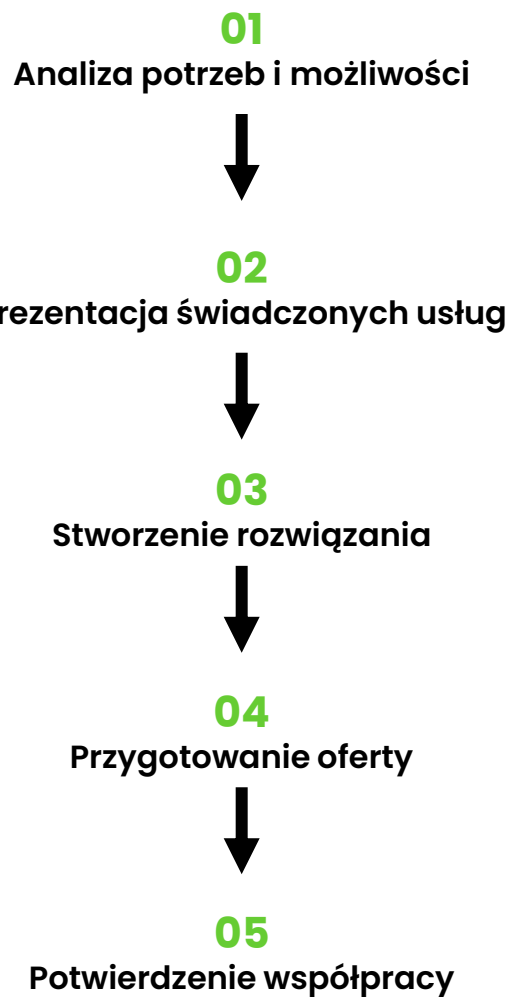 01
Analiza potrzeb i możliwości
02
rezentacja świadczonych usług
03
Stworzenie rozwiązania
04
Przygotowanie oferty
05
Potwierdzenie współpracy